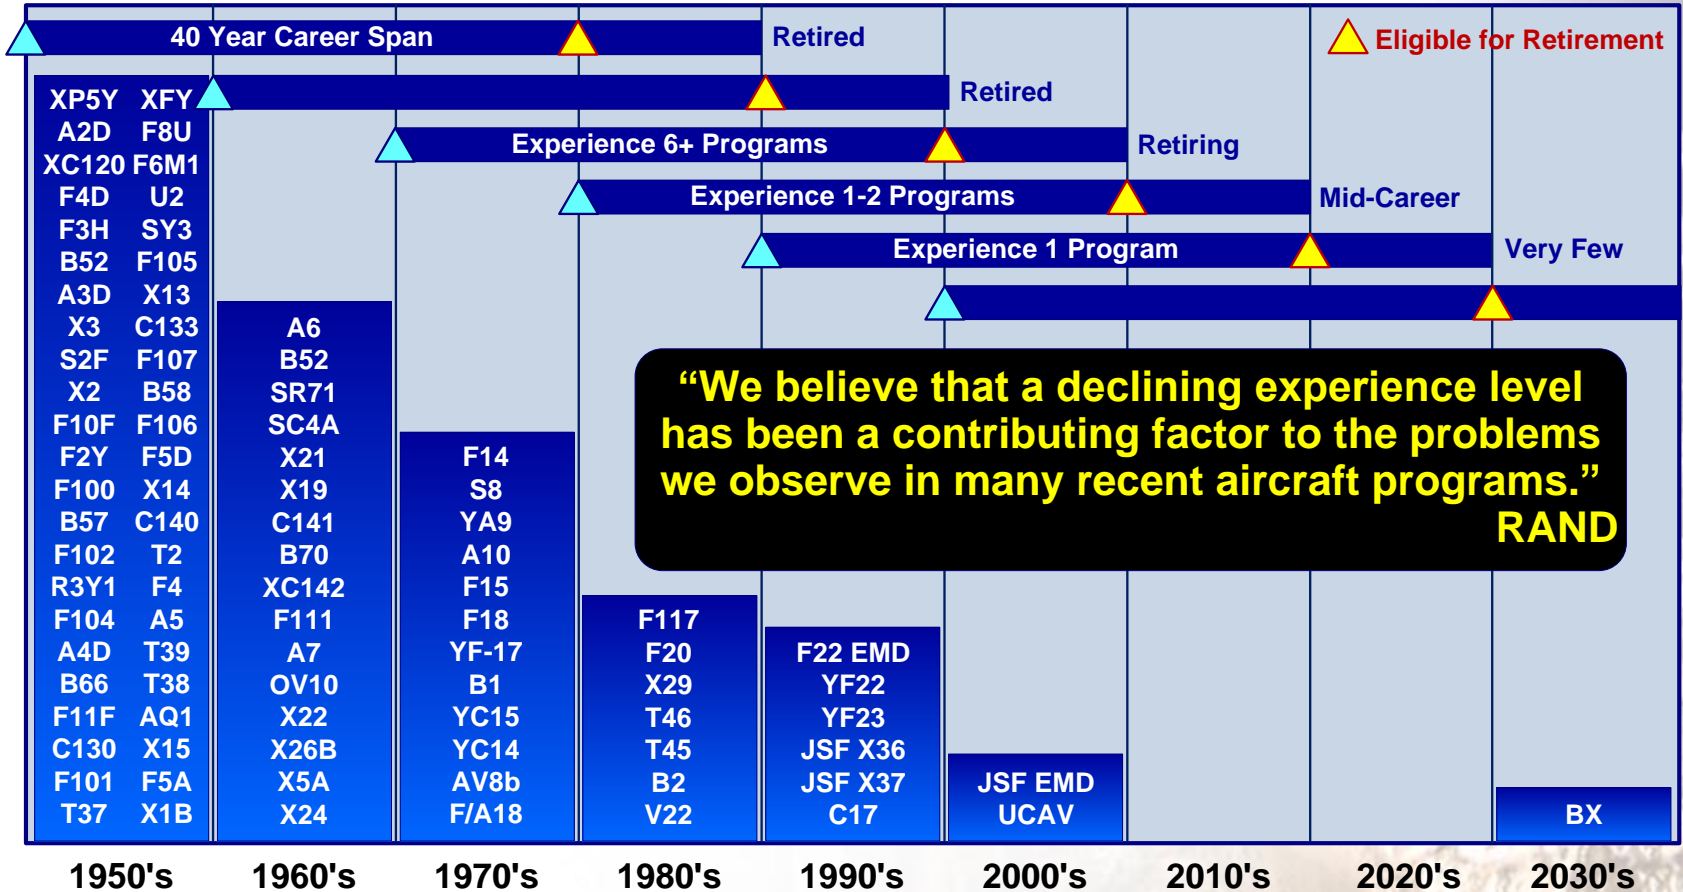 40 Year Career Span
Retired
Eligible for Retirement
Retired
Experience 6+ Programs
Retiring
Experience 1-2 Programs
Mid-Career
Experience 1 Program
Very Few
XP5Y XFY
A2D F8U
XC120 F6M1
F4D U2
F3H SY3
B52 F105
A3D X13
X3 C133
S2F F107
X2 B58
F10F F106
F2Y F5D
F100 X14
B57 C140
F102 T2
R3Y1 F4
F104 A5
A4D T39
B66 T38
F11F AQ1
C130 X15
F101 F5A
T37 X1B
A6
B52
SR71
SC4A
X21
X19
C141
B70
XC142
F111
A7
OV10
X22
X26B
X5A
X24
F14
S8
YA9
A10
F15
F18
YF-17
B1
YC15
YC14
AV8b
F/A18
F117
F20
X29
T46
T45
B2
V22
F22 EMD
YF22
YF23
JSF X36
JSF X37
C17
JSF EMD
UCAV
BX
“We believe that a declining experience level
has been a contributing factor to the problems
we observe in many recent aircraft programs.”
RAND
1950's 1960's 1970's 1980's 1990's 2000's 2010's 2020's 2030's